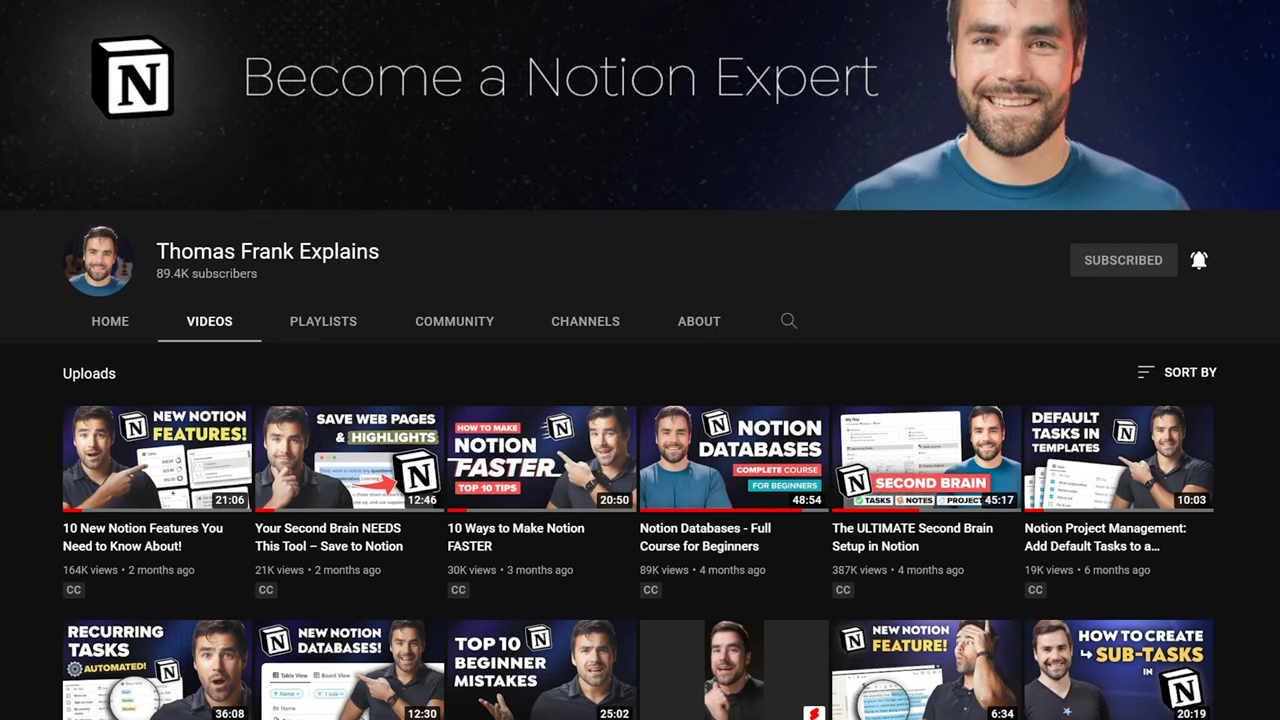 N
Become a Notion Expert
Thomas Frank Explains
89.4K subscribers
SUBSCRIBED
HOME
VIDEOS
PLAYLISTS
COMMUNITY
CHANNELS
ABOUT
Uploads
SORT BY
NEW NOTION
FEATURES!
21:06
SAVE WEB PAGES
& HIGHLIGHTS
12:46
HOW TO MAKE
NOTION
FASTER
TOP 10 TIPS
20:50
NOTION
DATABASES
COMPLETE COURSE
FOR BEGINNERS
48:54
My Day
SECOND BRAIN
TASKS
NOTES
PROJECT
45:17
DEFAULT
TASKS IN
TEMPLATES
10:03
10 New Notion Features You
Need to Know About!
164K views • 2 months ago
CC
Your Second Brain NEEDS
This Tool – Save to Notion
21K views • 2 months ago
CC
10 Ways to Make Notion
FASTER
30K views • 3 months ago
CC
Notion Databases - Full
Course for Beginners
89K views • 4 months ago
CC
The ULTIMATE Second Brain
Setup in Notion
387K views • 4 months ago
CC
Notion Project Management:
Add Default Tasks to a...
19K views • 6 months ago
CC
RECURRING
TASKS
AUTOMATED!
36:08
NEW NOTION
DATABASES!
Table View
Board View
Name
1 rule
12:30
TOP 10
BEGINNER
MISTAKES
25:02
NEW NOTION
FEATURE!
6:34
HOW TO CREATE
SUB-TASKS
IN
N
20:19